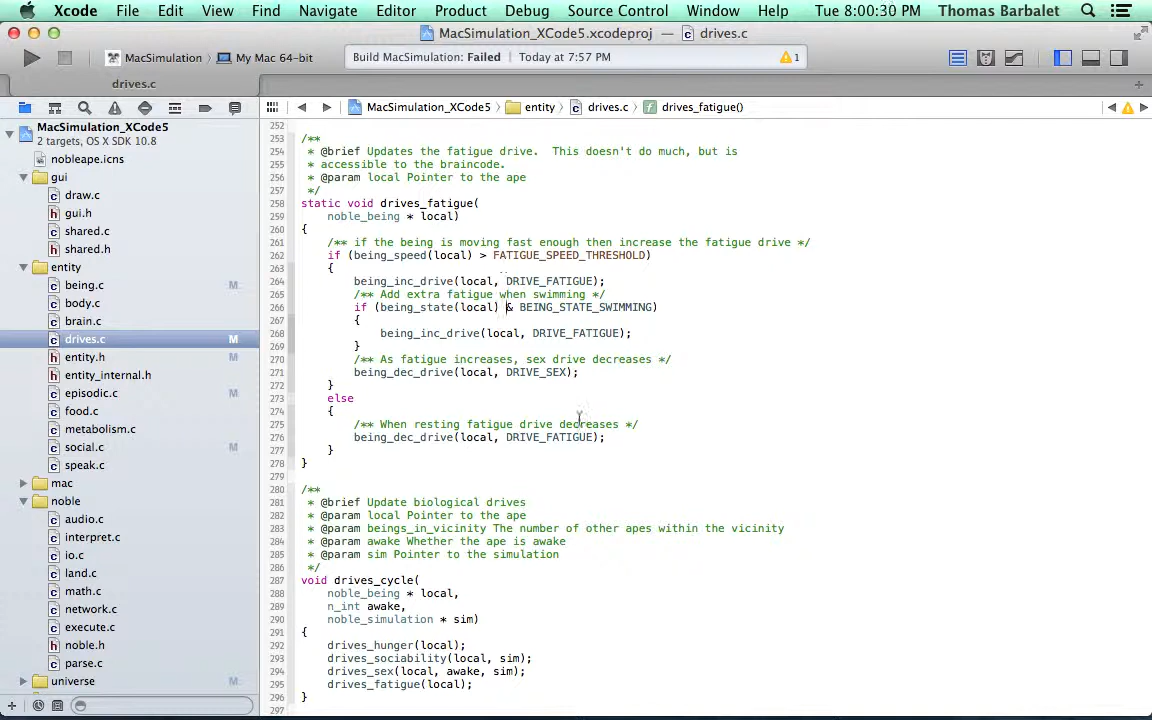 Xcode File Edit View Find Navigate Editor Product Debug Source Control Window Help Tue 8:00:30 PM Thomas Barbalet
MacSimulation_XCode5.xcodeproj — drives.c
MacSimulation My Mac 64-bit
Build MacSimulation: Failed Today at 7:57 PM 1
drives.c
MacSimulation_XCode5 entity drives.c drives_fatigue()
MacSimulation_XCode5
2 targets, OS X SDK 10.8
nobleape.icns
gui
draw.c
gui.h
shared.c
shared.h
entity
being.c M
body.c
brain.c
drives.c M
entity.h M
entity_internal.h
episodic.c M
food.c
metabolism.c
social.c M
speak.c
mac
noble
audio.c
interpret.c
io.c
land.c
math.c
network.c
execute.c
noble.h
parse.c
universe M
252
253 /**
254 * @brief Updates the fatigue drive. This doesn't do much, but is
255 * accessible to the braincode.
256 * @param local Pointer to the ape
257 */
258 static void drives_fatigue(
259 noble_being * local)
260 {
261 /** if the being is moving fast enough then increase the fatigue drive */
262 if (being_speed(local) > FATIGUE_SPEED_THRESHOLD)
263 {
264 being_inc_drive(local, DRIVE_FATIGUE);
265 /** Add extra fatigue when swimming */
266 if (being_state(local) & BEING_STATE_SWIMMING)
267 {
268 being_inc_drive(local, DRIVE_FATIGUE);
269 }
270 /** As fatigue increases, sex drive decreases */
271 being_dec_drive(local, DRIVE_SEX);
272 }
273 else
274 {
275 /** When resting fatigue drive decreases */
276 being_dec_drive(local, DRIVE_FATIGUE);
277 }
278 }
279
280 /**
281 * @brief Update biological drives
282 * @param local Pointer to the ape
283 * @param beings_in_vicinity The number of other apes within the vicinity
284 * @param awake Whether the ape is awake
285 * @param sim Pointer to the simulation
286 */
287 void drives_cycle(
288 noble_being * local,
289 n_int awake,
290 noble_simulation * sim)
291 {
292 drives_hunger(local);
293 drives_sociability(local, sim);
294 drives_sex(local, awake, sim);
295 drives_fatigue(local);
296 }
297